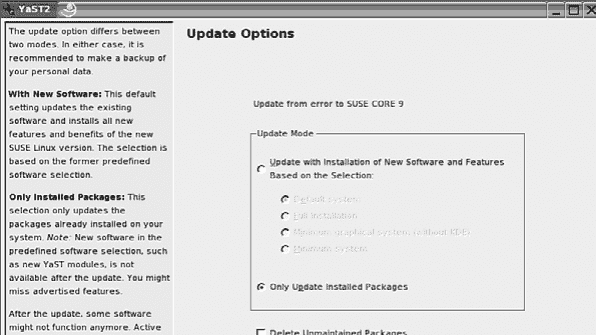 YaST2
The update option differs between
two modes. In either case, it is
recommended to make a backup of
your personal data.
With New Software: This default
setting updates the existing
software and installs all new
features and benefits of the new
SUSE Linux version. The selection is
based on the former predefined
software selection.
Only Installed Packages: This
selection only updates the
packages already installed on your
system. Note: New software in the
predefined software selection, such
as new YaST modules, is not
available after the update. You might
miss advertised features.
After the update, some software
might not function anymore. Active
Update Options
Update from error to SUSE CORE 9
Update Mode
Update with Installation of New Software and Features
Based on the Selection:
Default system
Full installation
Minimum graphical system (without KDE)
Minimum system
Only Update Installed Packages
Delete Unmaintained Packages